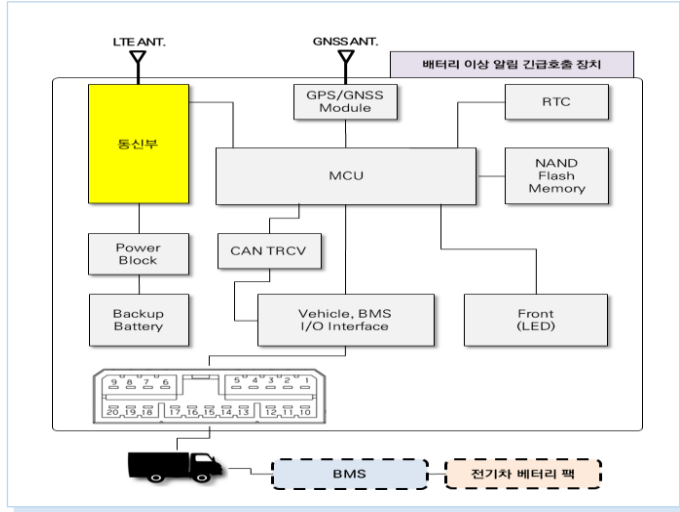 LTE ANT.
GNSS ANT.
배터리 이상 알림 긴급호출 장치
GPS/GNSS
Module
RTC
통신부
MCU
NAND
Flash
Memory
Power
Block
CAN TRCV
Backup
Battery
Vehicle, BMS
I/O Interface
Front
(LED)
9 8 7 6 5 4 3 2 1
20 19 18 17 16 15 14 13 12 11 10
BMS
전기차 베터리 팩